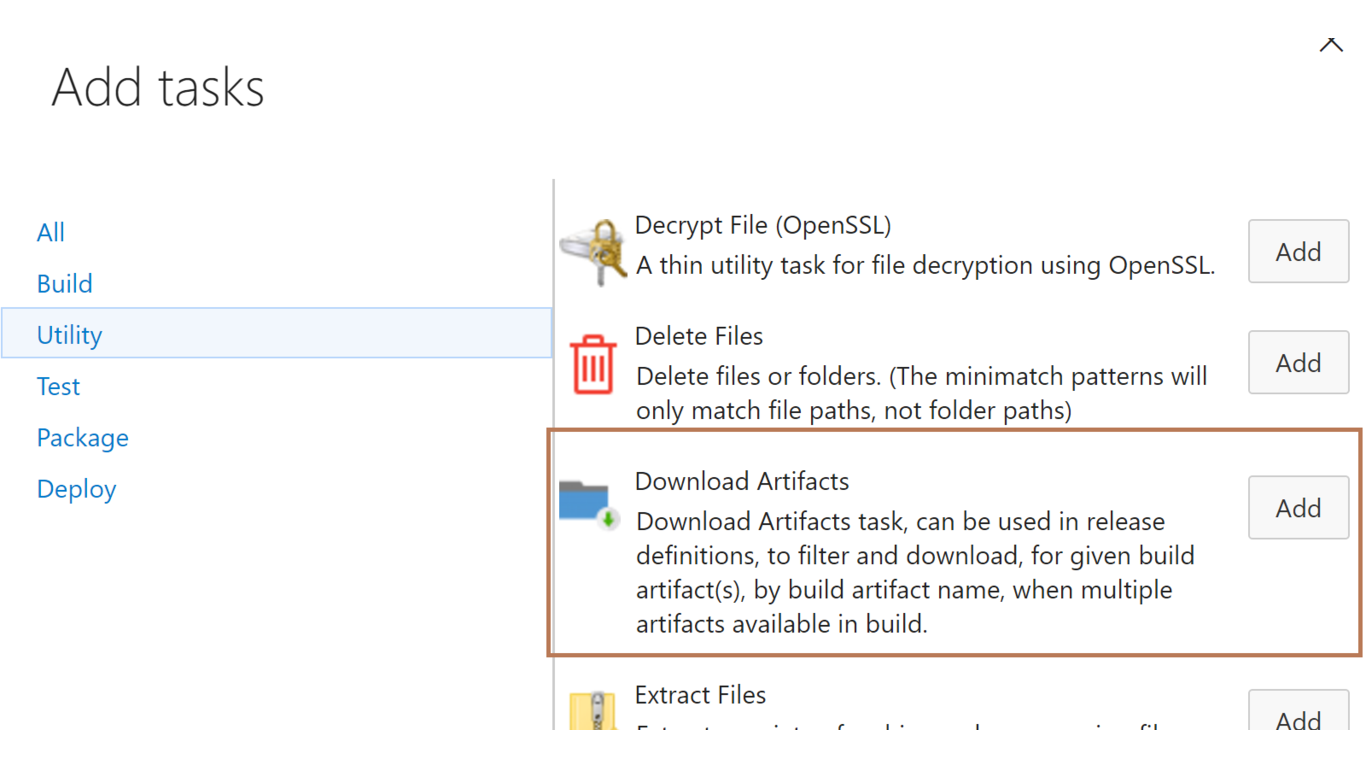 Add tasks
All
Build
Utility
Test
Package
Deploy
Decrypt File (OpenSSL)
A thin utility task for file decryption using OpenSSL.
Add
Delete Files
Delete files or folders. (The minimatch patterns will
only match file paths, not folder paths)
Add
Download Artifacts
Download Artifacts task, can be used in release
definitions, to filter and download, for given build
artifact(s), by build artifact name, when multiple
artifacts available in build.
Add
Extract Files
Add